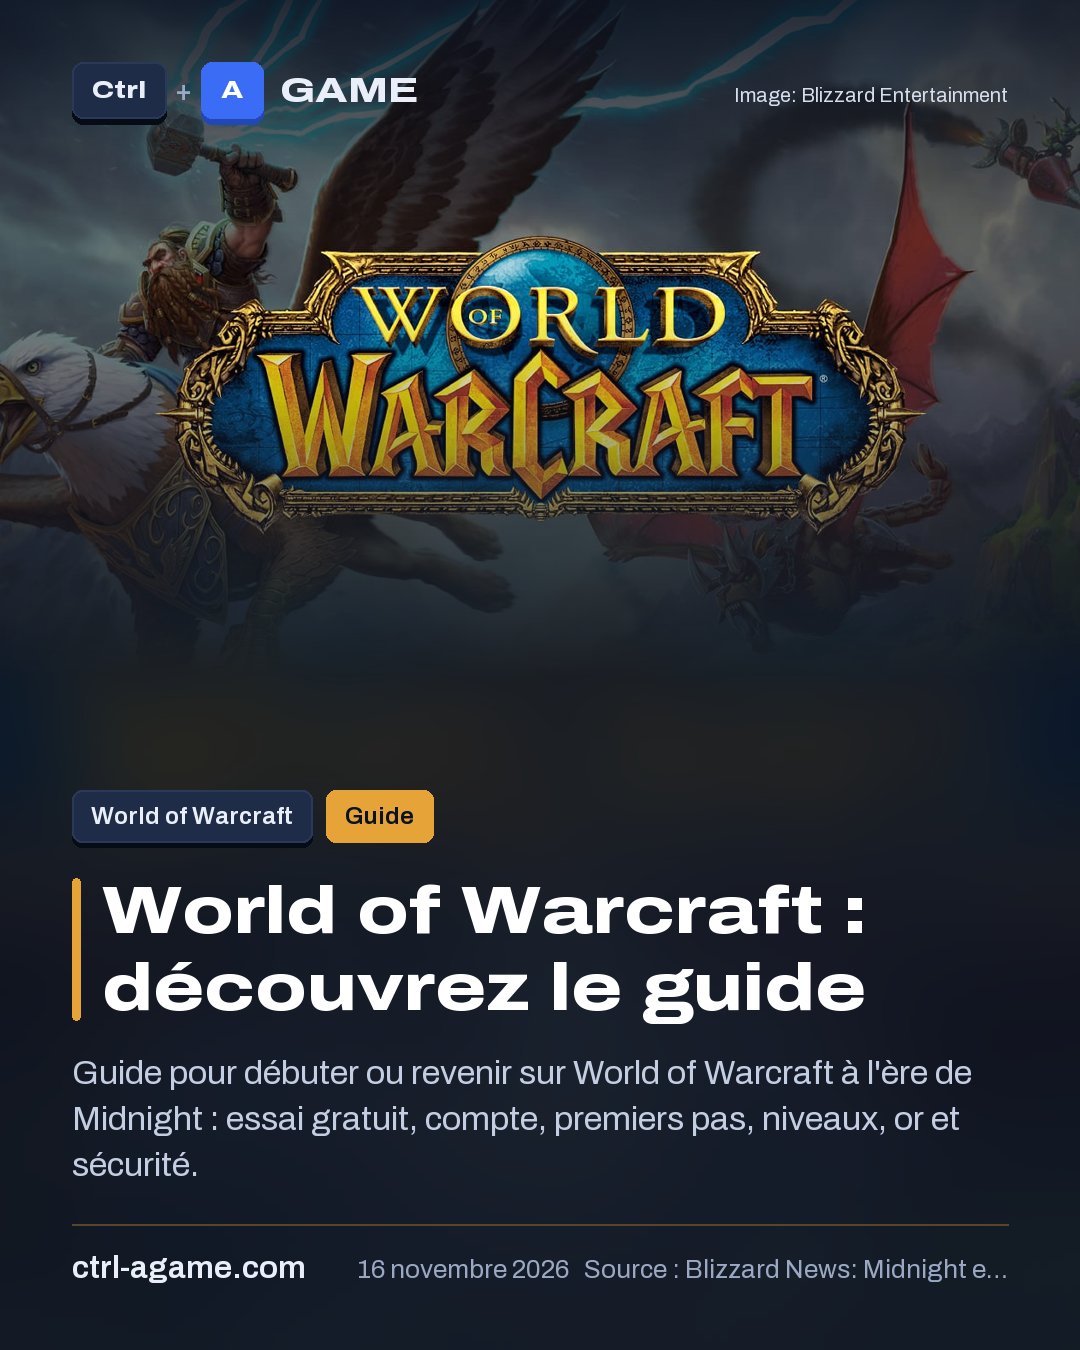 Ctrl + A GAME
Image: Blizzard Entertainment
WORLD
OF
WARCRAFT
®
World of Warcraft
Guide
World of Warcraft :
découvrez le guide
Guide pour débuter ou revenir sur World of Warcraft à l'ère de
Midnight : essai gratuit, compte, premiers pas, niveaux, or et
sécurité.
ctrl-agame.com
16 novembre 2026 Source : Blizzard News: Midnight e...